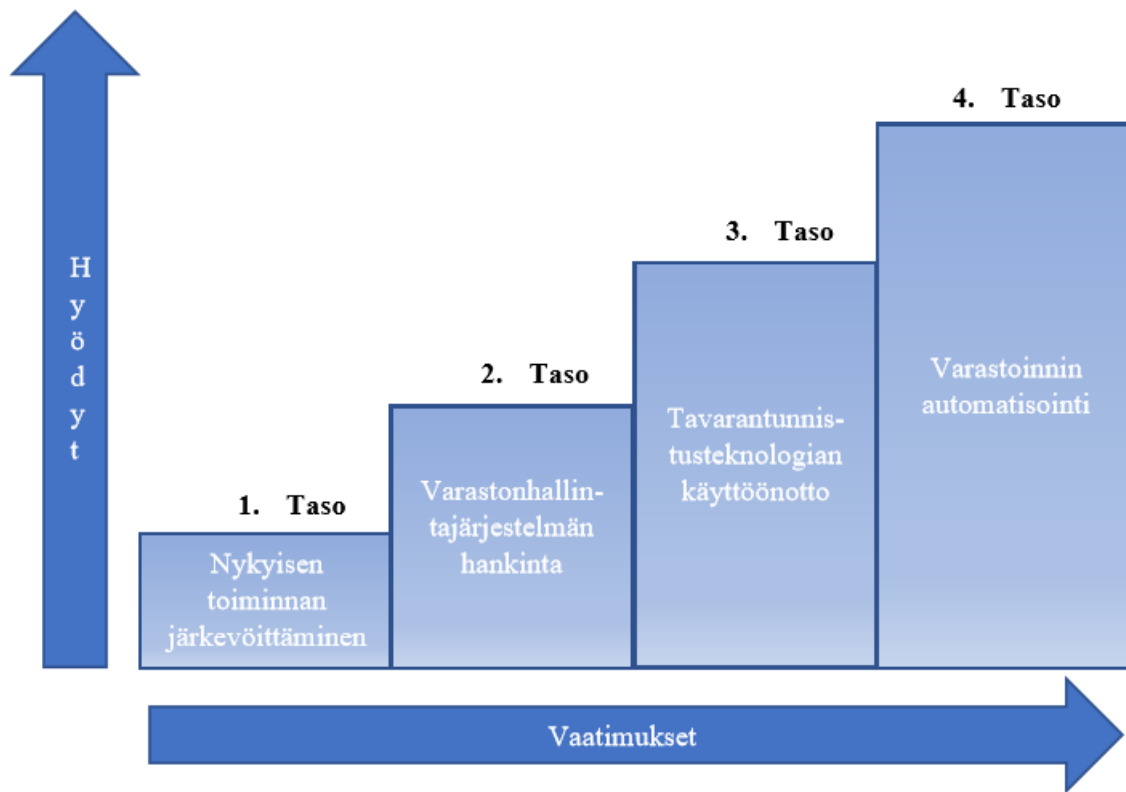 Hyödyt
1. Taso
Nykyisen
toiminnan
järkevöittäminen
2. Taso
Varastonhallin-
tajärjestelmän
hankinta
3. Taso
Tavarantunnis-
tusteknologian
käyttöönotto
4. Taso
Varastoinnin
automatisointi
Vaatimukset